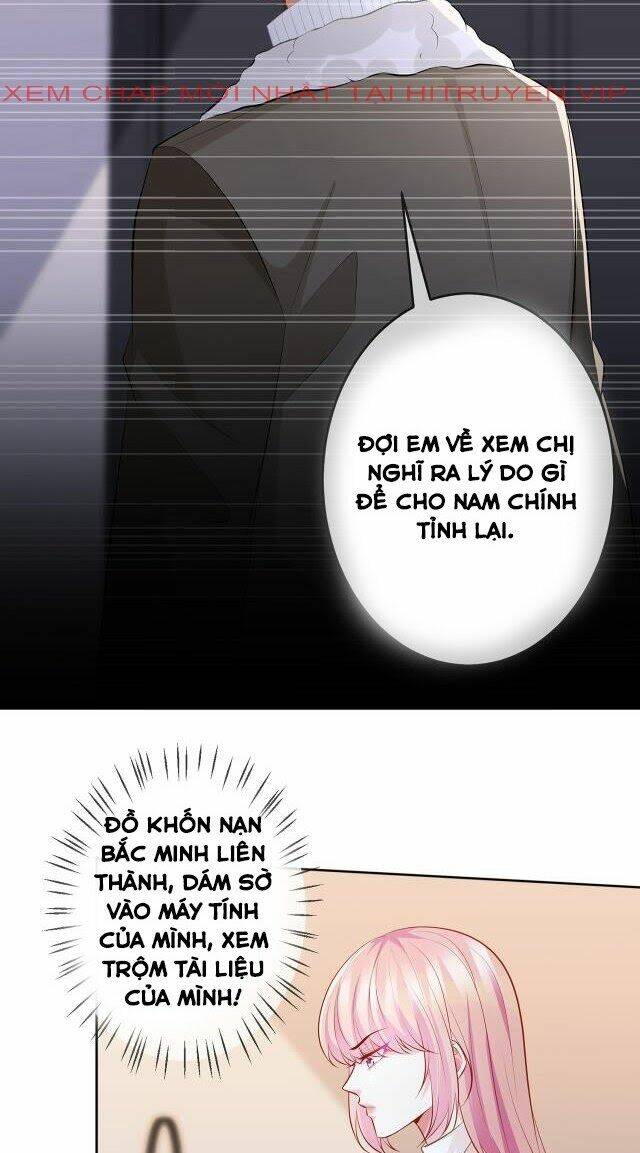 XEM CHAP MỚI NHẤT TẠI HITRUYEN.VIP
ĐỢI EM VỀ XEM CHỊ
NGHĨ RA LÝ DO GÌ
ĐỂ CHO NAM CHÍNH
TỈNH LẠI.
ĐỒ KHỐN NẠN
BẮC MINH LIÊN
THÀNH, DÁM SỜ
VÀO MÁY TÍNH
CỦA MÌNH, XEM
TRỘM TÀI LIỆU
CỦA MÌNH!